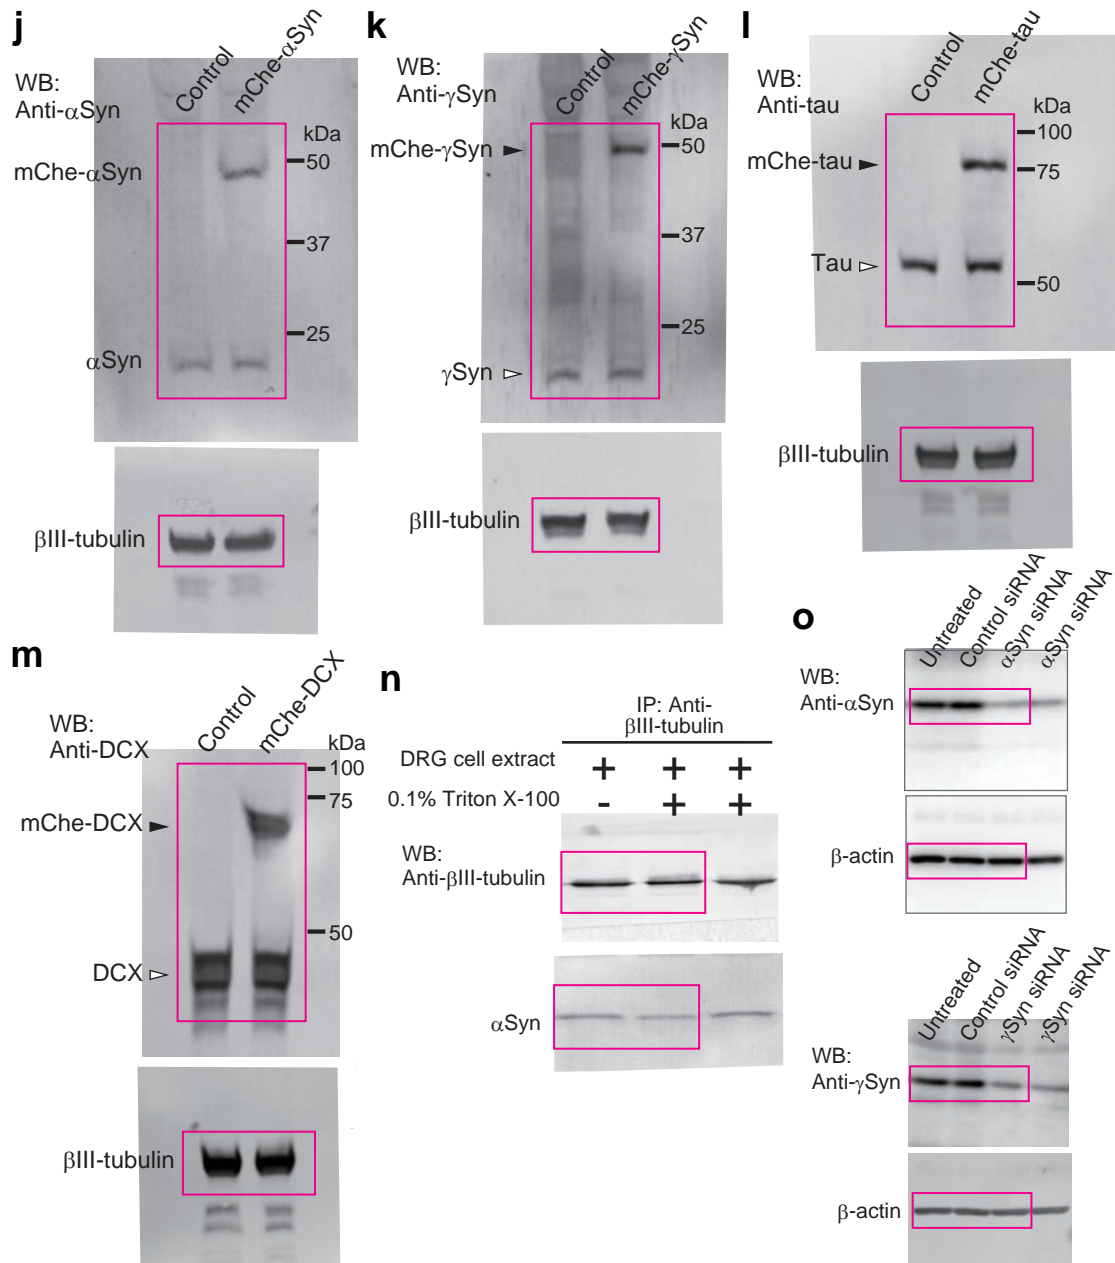 j
WB:
Anti-αSyn
Control
mChe-αSyn
kDa
mChe-αSyn
50
37
25
αSyn
βIII-tubulin
k
WB:
Anti-γSyn
Control
mChe-γSyn
kDa
mChe-γSyn
50
37
25
γSyn
βIII-tubulin
l
WB:
Anti-tau
Control
mChe-tau
kDa
100
mChe-tau
75
Tau
50
βIII-tubulin
m
WB:
Anti-DCX
Control
mChe-DCX
kDa
100
75
mChe-DCX
50
DCX
βIII-tubulin
n
IP: Anti-
βIII-tubulin
DRG cell extract
+ + +
0.1% Triton X-100
- + +
WB:
Anti-βIII-tubulin
αSyn
o
Untreated
Control siRNA
αSyn siRNA
αSyn siRNA
WB:
Anti-αSyn
β-actin
Untreated
Control siRNA
γSyn siRNA
γSyn siRNA
WB:
Anti-γSyn
β-actin